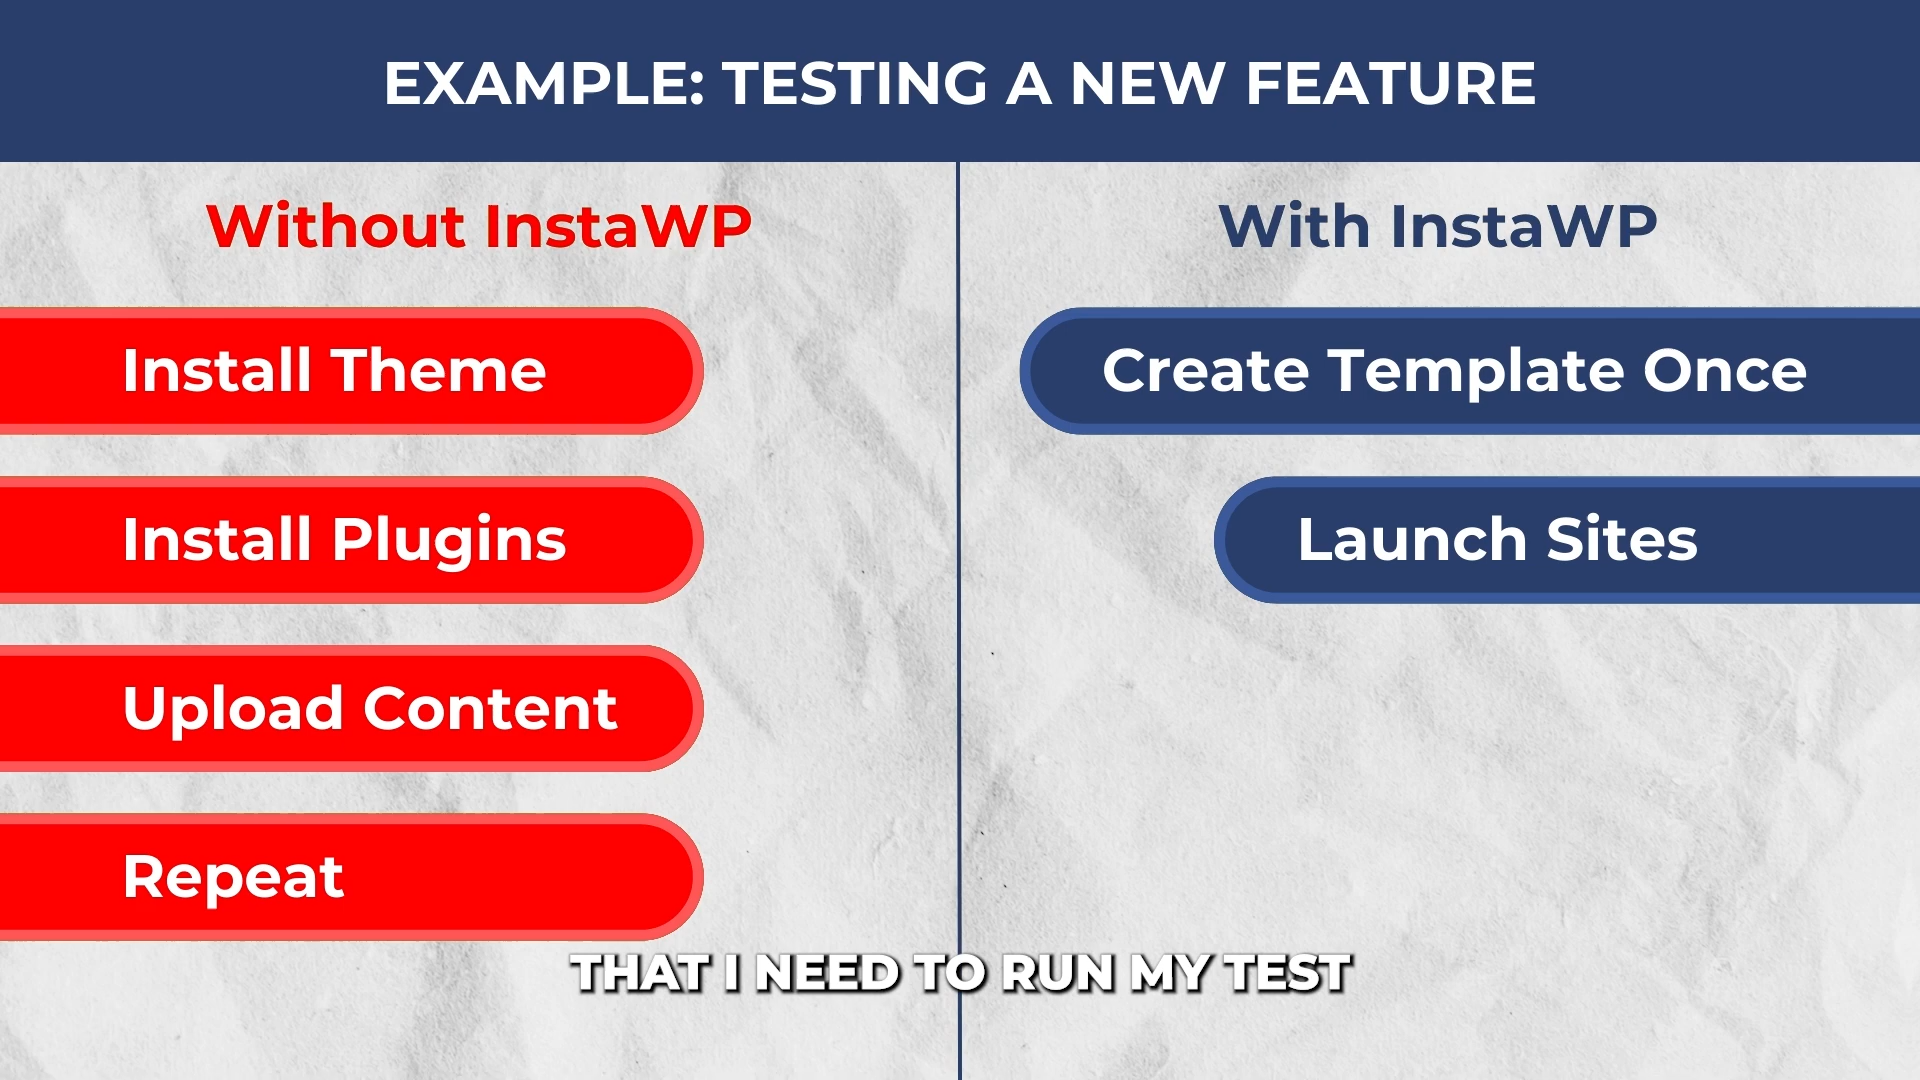 EXAMPLE: TESTING A NEW FEATURE
Without InstaWP
Install Theme
Install Plugins
Upload Content
Repeat
With InstaWP
Create Template Once
Launch Sites
THAT I NEED TO RUN MY TEST